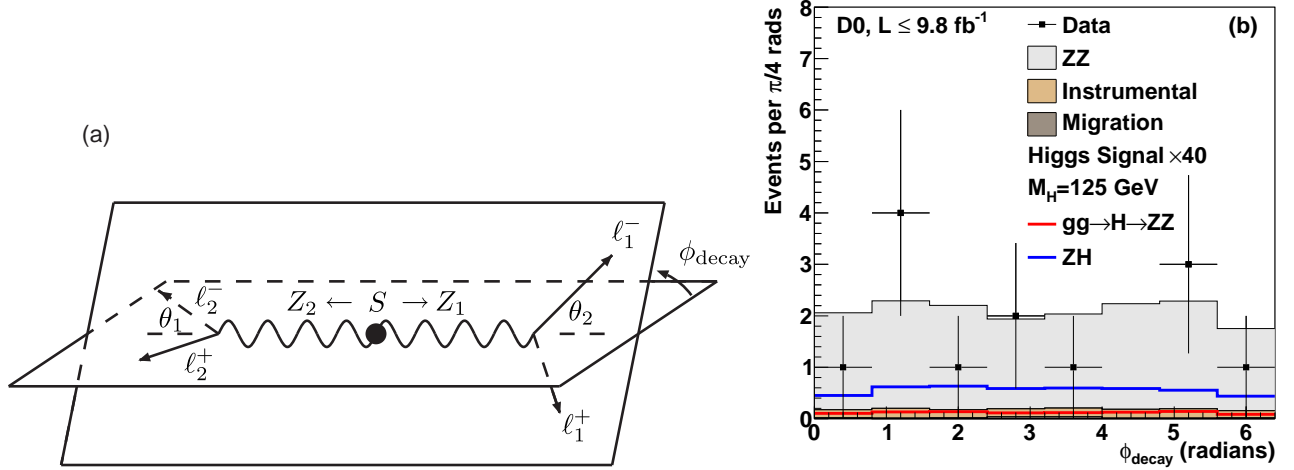 (a)
ℓ₁⁻
ϕdecay
ℓ₂⁻
Z₂ ← S → Z₁
θ₁
θ₂
ℓ₂⁺
ℓ₁⁺
Events per π/4 rads
8
7
6
5
4
3
2
1
0
D0, L ≤ 9.8 fb⁻¹
(b)
Data
ZZ
Instrumental
Migration
Higgs Signal ×40
M_H=125 GeV
gg→H→ZZ
ZH
0 1 2 3 4 5 6
ϕdecay (radians)